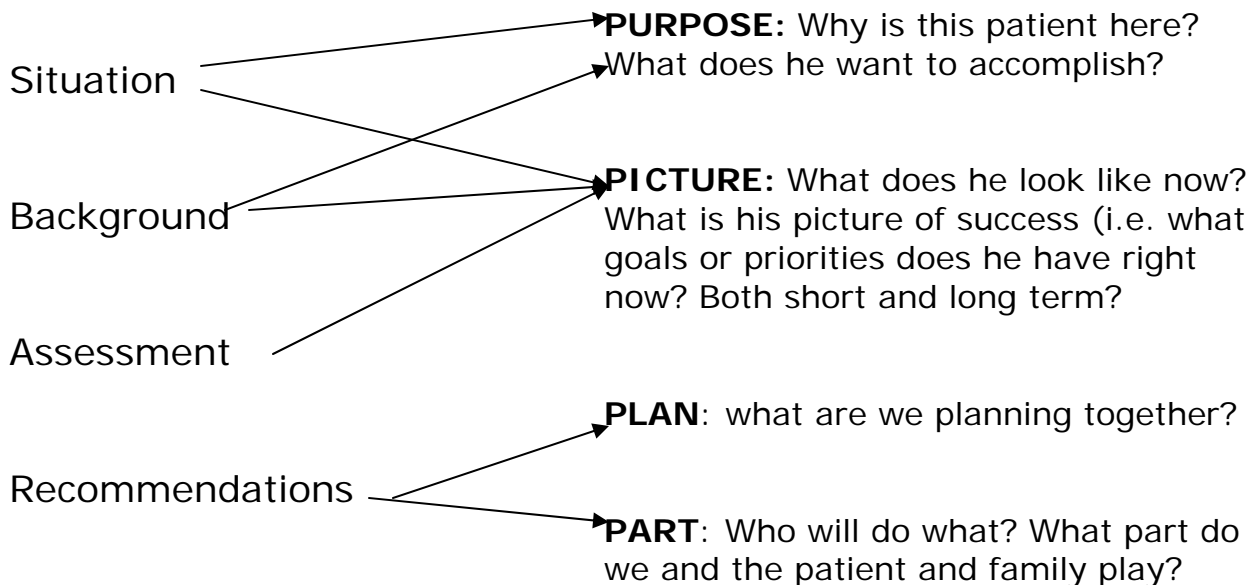 Situation
Background
Assessment
Recommendations
PURPOSE: Why is this patient here?
What does he want to accomplish?
PICTURE: What does he look like now?
What is his picture of success (i.e. what
goals or priorities does he have right
now? Both short and long term?
PLAN: what are we planning together?
PART: Who will do what? What part do
we and the patient and family play?